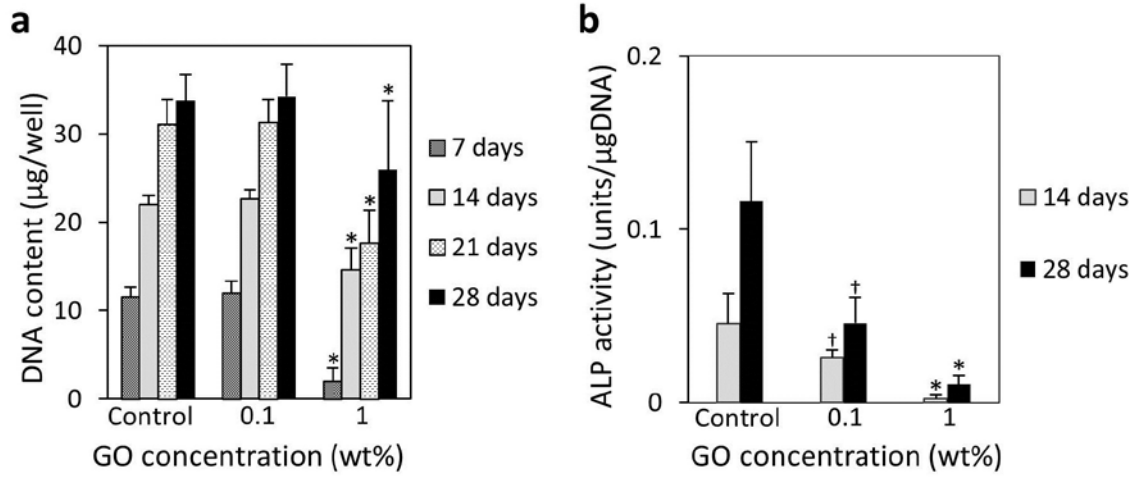 a
DNA content (µg/well)
40
30
20
10
0
*
*
*
*
Control 0.1 1
GO concentration (wt%)
7 days
14 days
21 days
28 days
b
ALP activity (units/µgDNA)
0.2
0.1
0
†
†
*
*
Control 0.1 1
GO concentration (wt%)
14 days
28 days